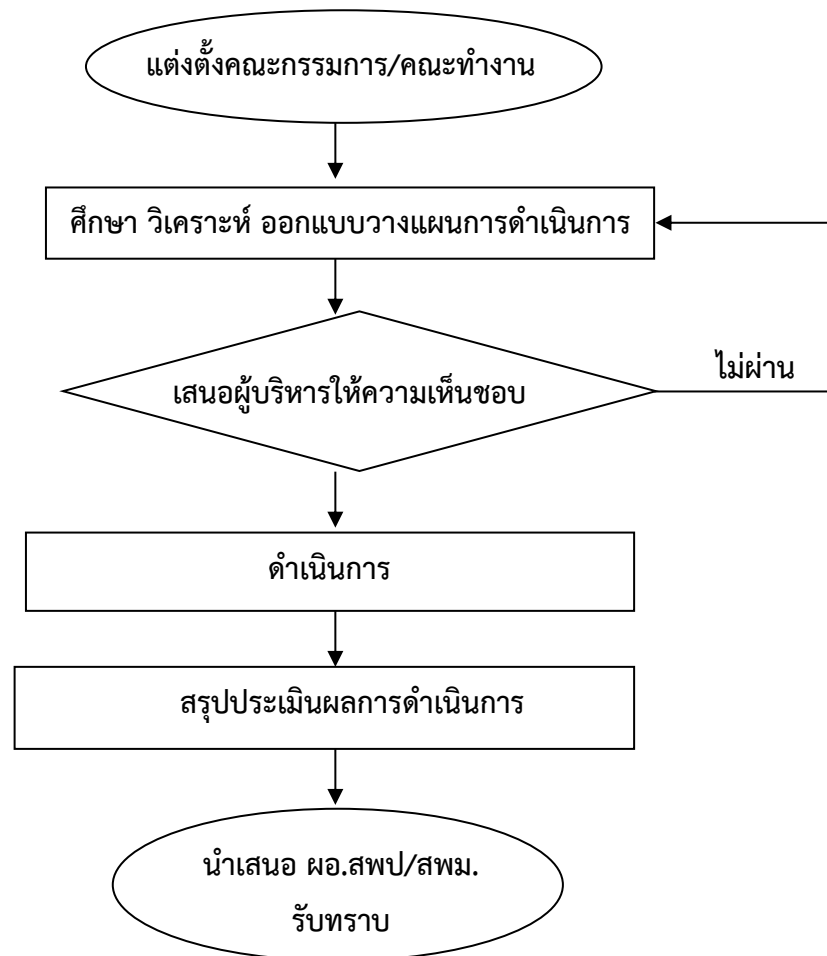 แต่งตั้งคณะกรรมการ/คณะทำงาน
ศึกษา วิเคราะห์ ออกแบบวางแผนการดำเนินการ
เสนอผู้บริหารให้ความเห็นชอบ
ไม่ผ่าน
ดำเนินการ
สรุปประเมินผลการดำเนินการ
นำเสนอ ผอ.สพป/สพม.
รับทราบ